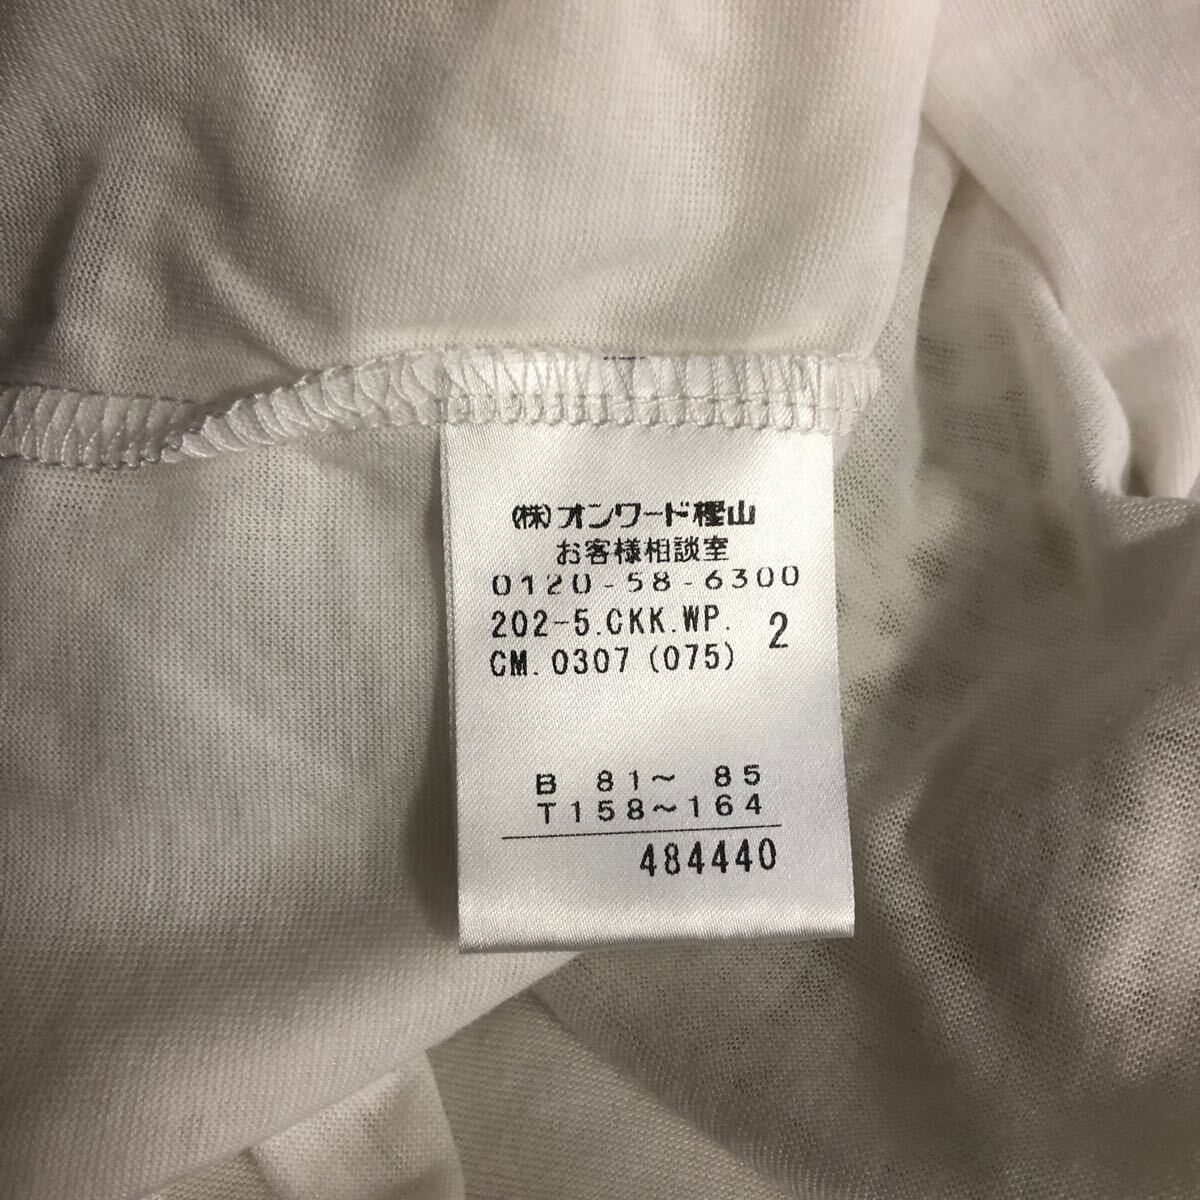 (株)オンワード樫山
お客様相談室
0120-58-6300
202-5.CKK.WP. 2
CM.0307(075)
B 81~ 85
T158~164
484440